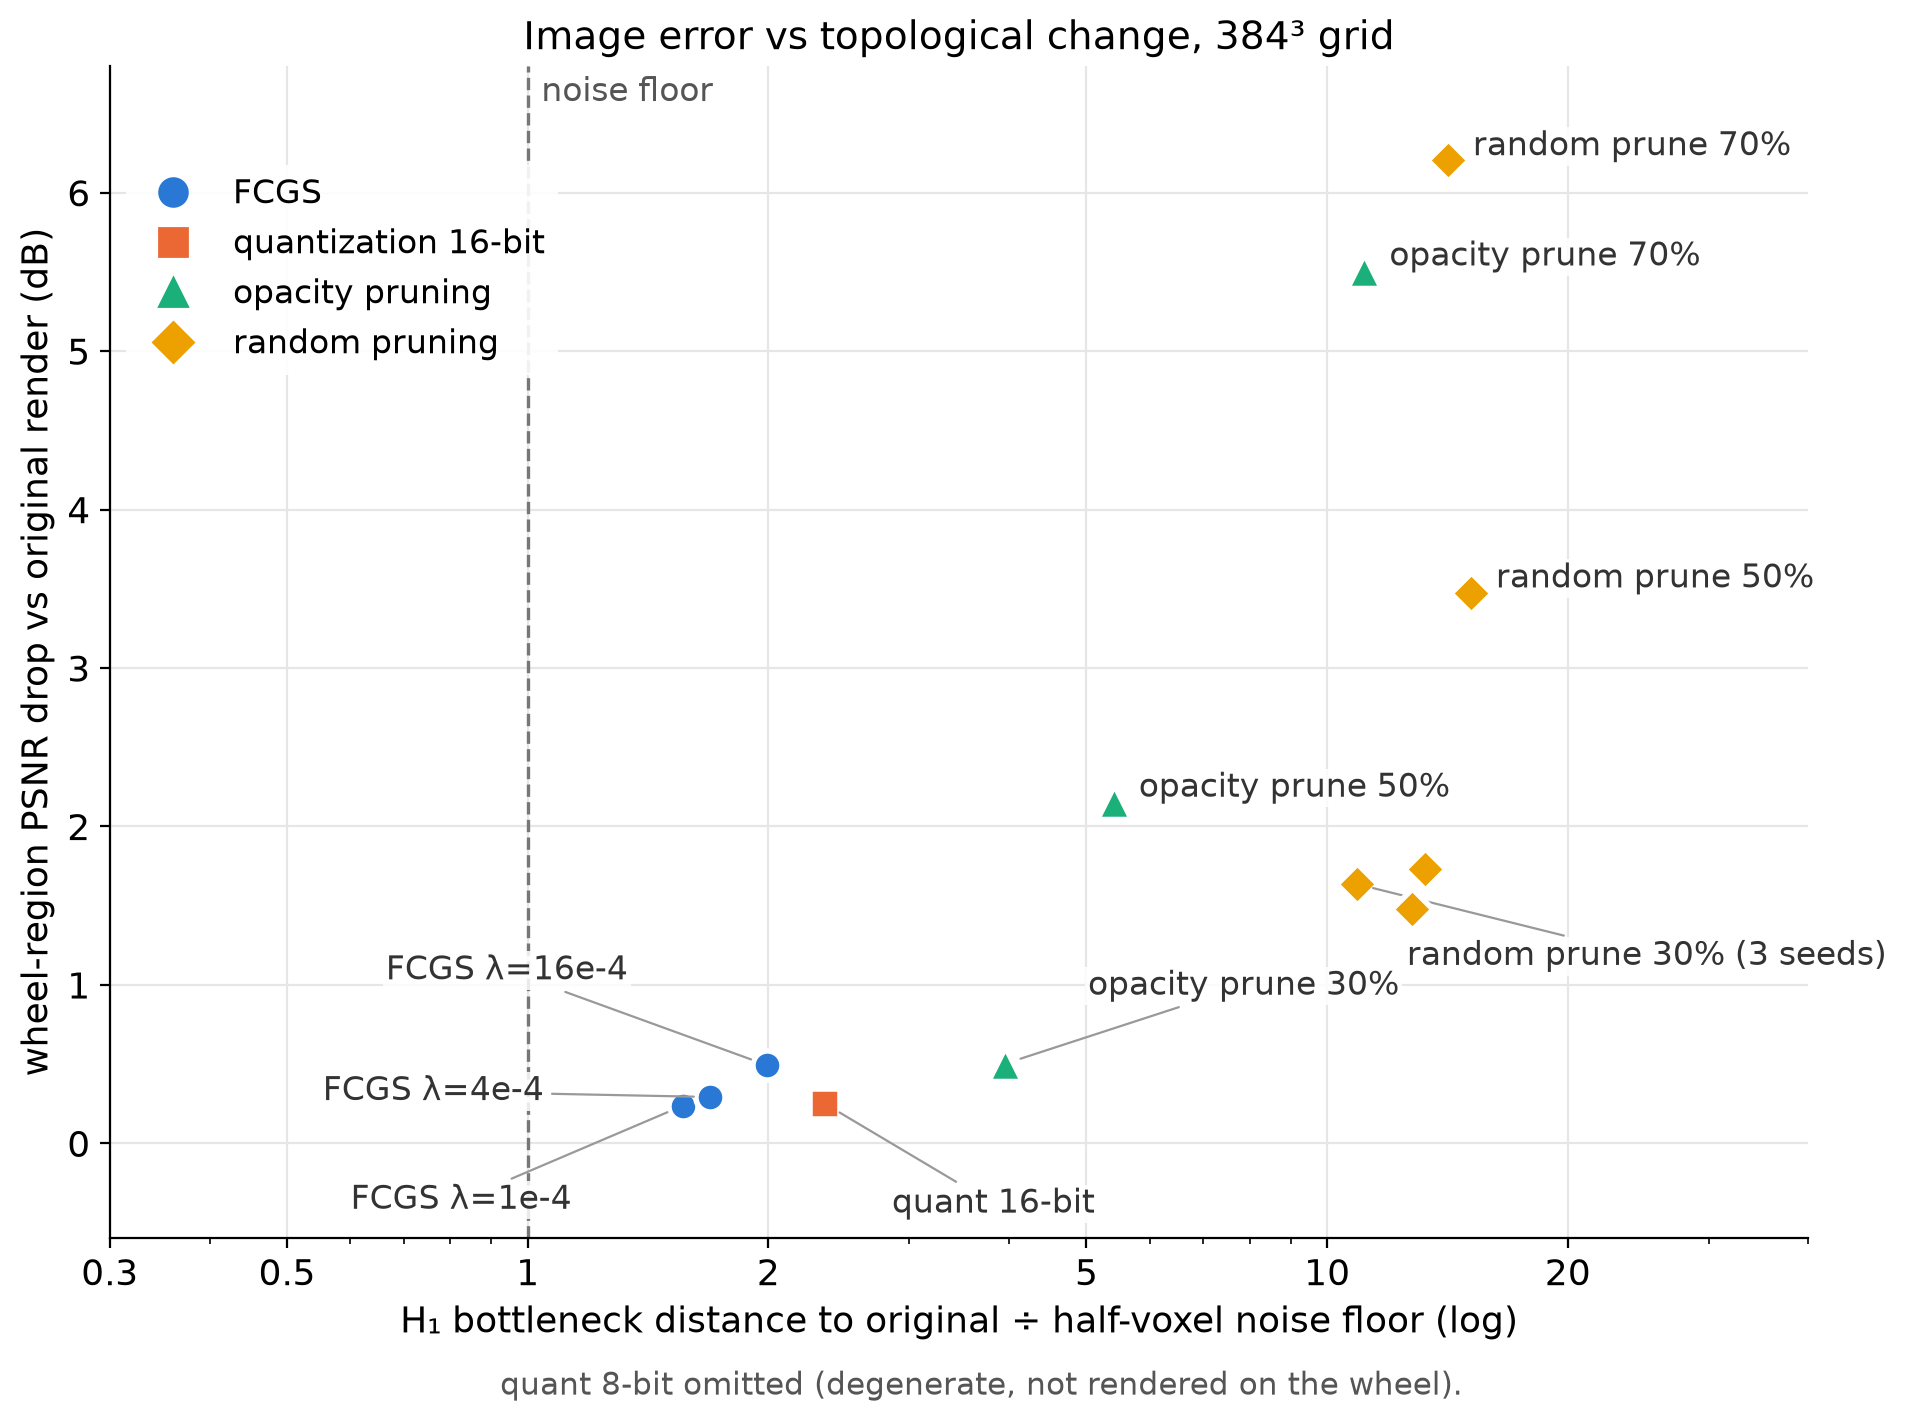 Image error vs topological change, 384³ grid
noise floor
FCGS
quantization 16-bit
opacity pruning
random pruning
random prune 70%
opacity prune 70%
random prune 50%
opacity prune 50%
random prune 30% (3 seeds)
opacity prune 30%
FCGS λ=16e-4
FCGS λ=4e-4
FCGS λ=1e-4
quant 16-bit
wheel-region PSNR drop vs original render (dB)
6
5
4
3
2
1
0
0.3 0.5 1 2 5 10 20
H₁ bottleneck distance to original ÷ half-voxel noise floor (log)
quant 8-bit omitted (degenerate, not rendered on the wheel).